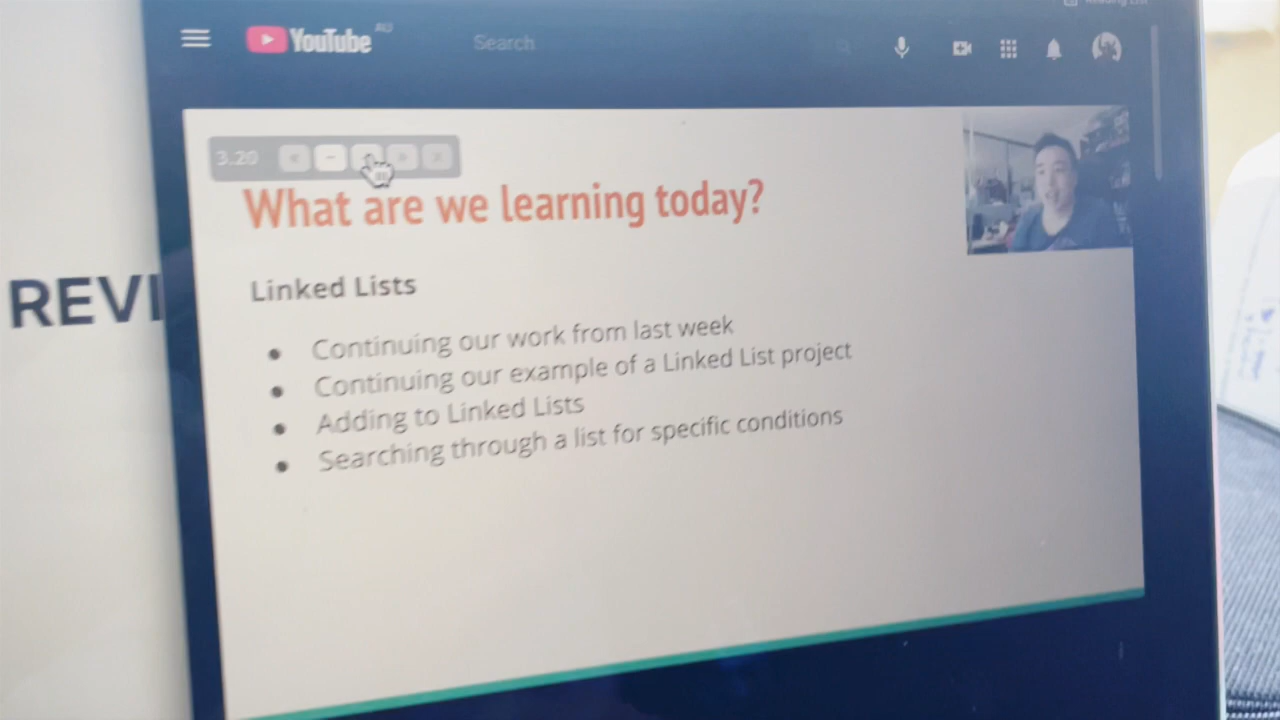 YouTube AU
Search
3.20
What are we learning today?
Linked Lists
Continuing our work from last week
Continuing our example of a Linked List project
Adding to Linked Lists
Searching through a list for specific conditions
REVI